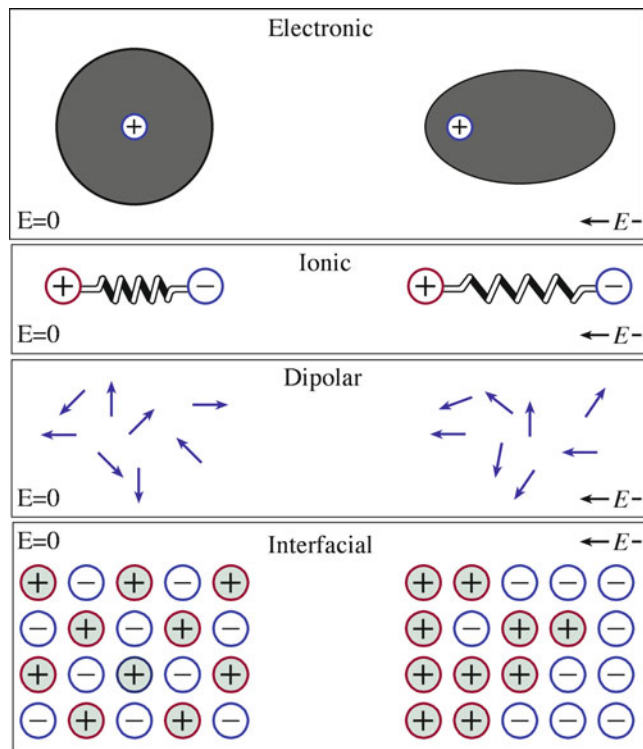 Electronic
+ +
E=0 ← E-
Ionic
+ − + −
E=0 ← E-
Dipolar
E=0 ← E-
E=0 Interfacial ← E-
+ − + − + + + − − −
− + − + − + − + + −
+ − + − + + + + − −
− + − + − + + − − −